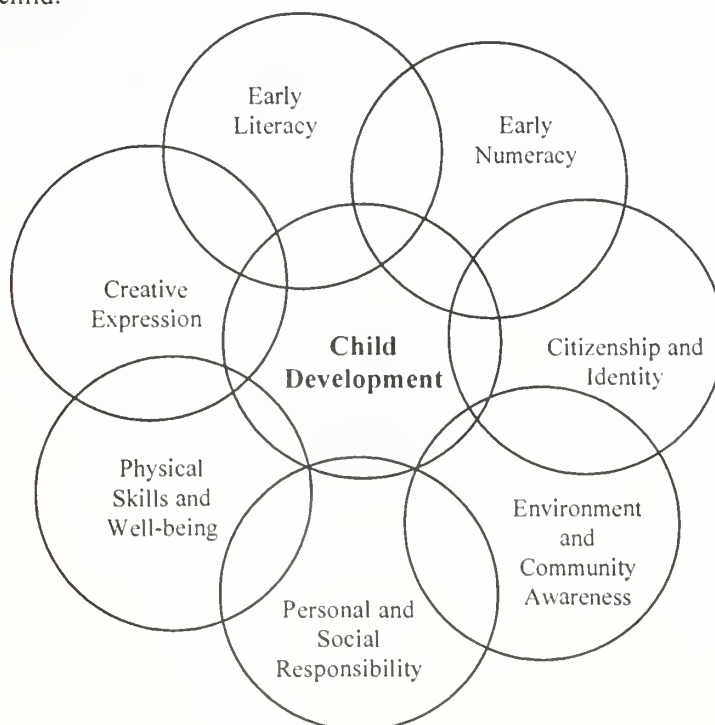 child.
Early
Literacy
Early
Numeracy
Creative
Expression
Child
Development
Citizenship and
Identity
Physical
Skills and
Well-being
Environment
and
Community
Awareness
Personal and
Social
Responsibility